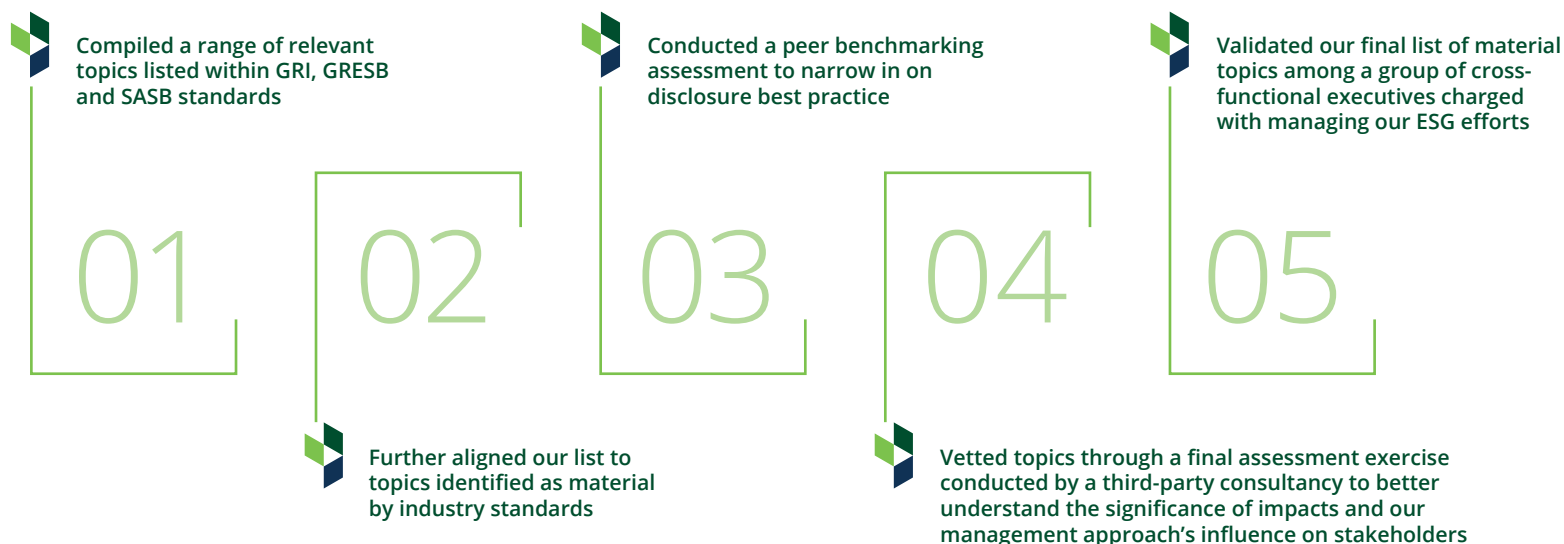 Compiled a range of relevant
topics listed within GRI, GRESB
and SASB standards
01
02
Further aligned our list to
topics identified as material
by industry standards
Conducted a peer benchmarking
assessment to narrow in on
disclosure best practice
03
04
Vetted topics through a final assessment exercise
conducted by a third-party consultancy to better
understand the significance of impacts and our
management approach’s influence on stakeholders
Validated our final list of material
topics among a group of cross-
functional executives charged
with managing our ESG efforts
05